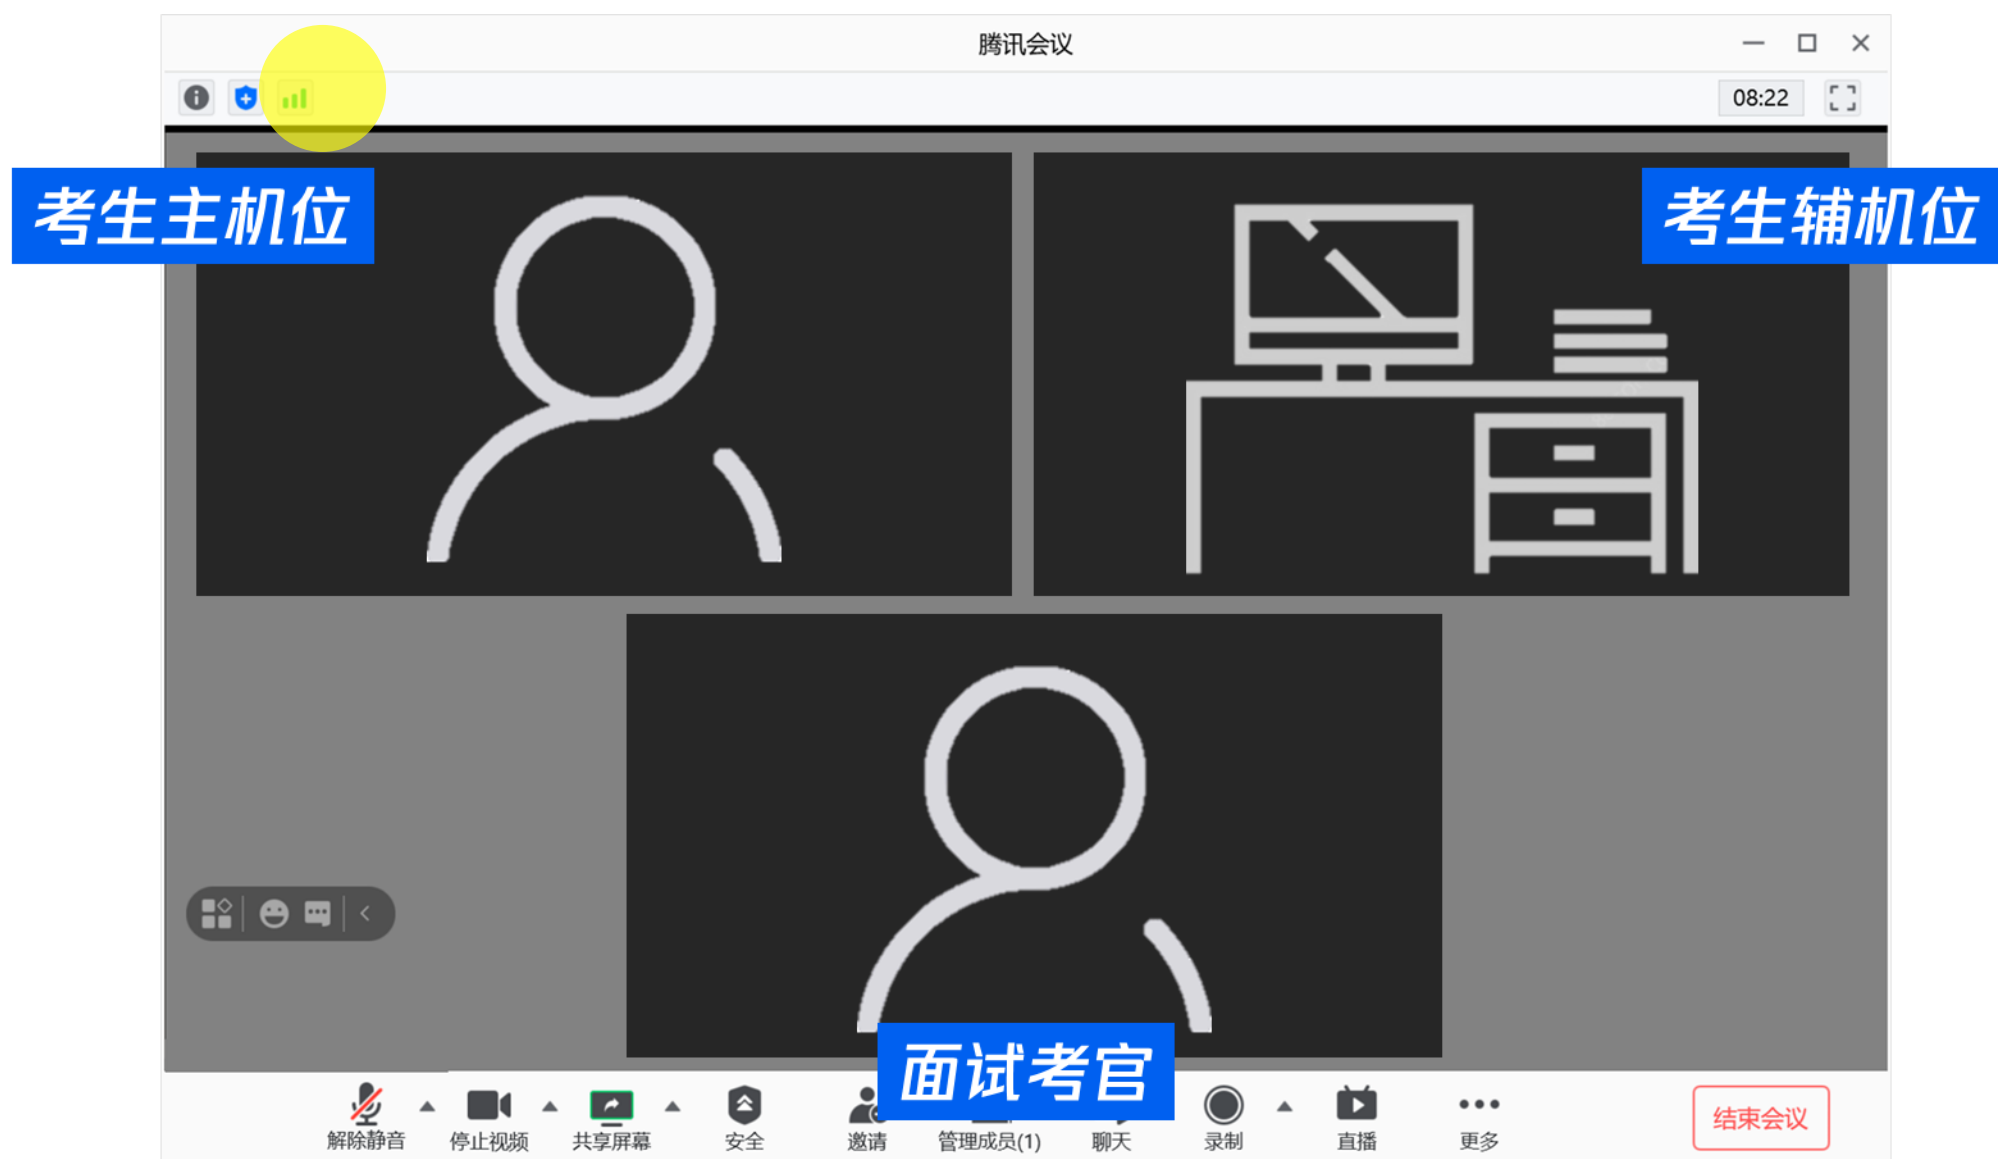 腾讯会议
08:22
考生主机位
考生辅机位
面试考官
解除静音
停止视频
共享屏幕
安全
邀请
管理成员(1)
聊天
录制
直播
更多
结束会议